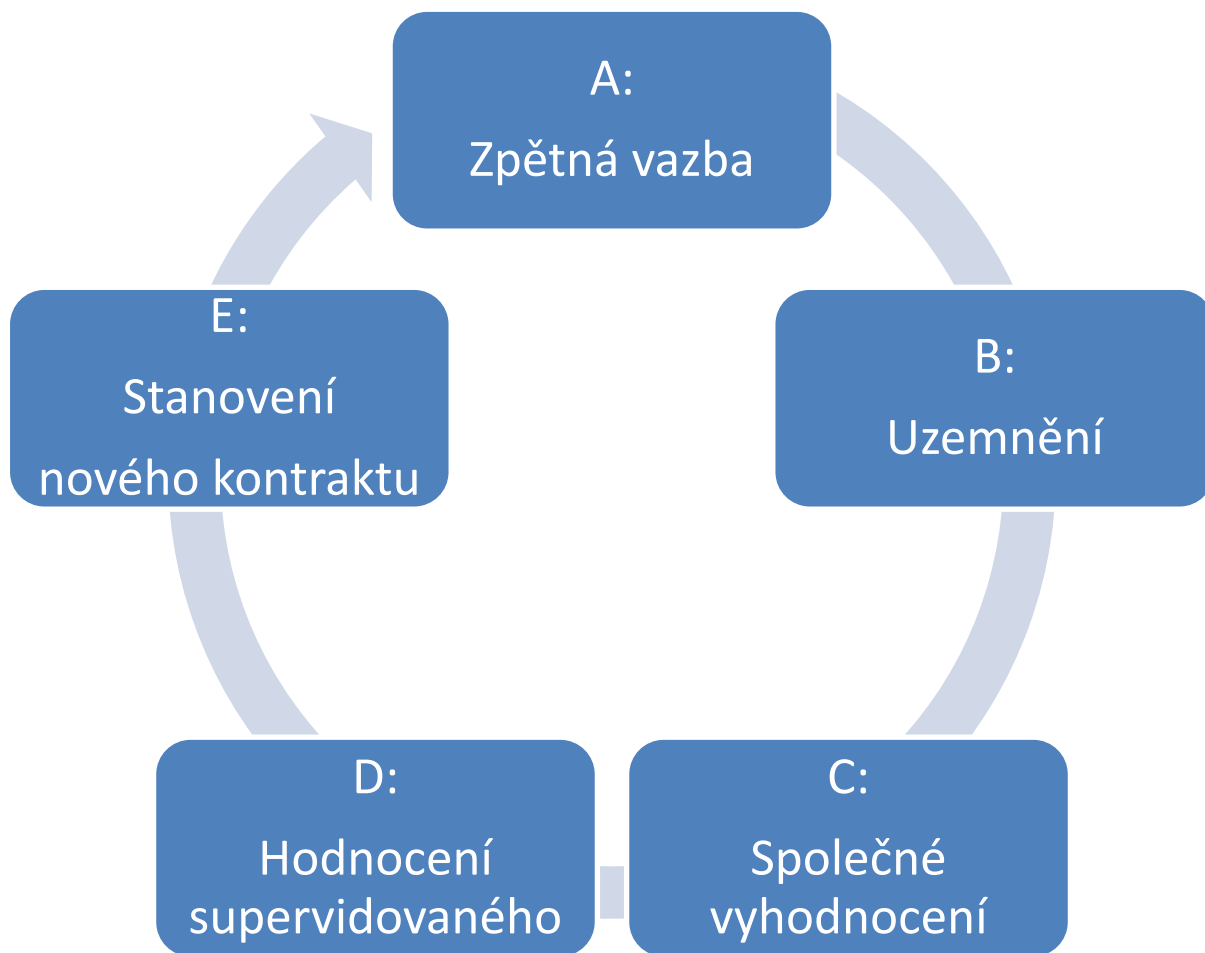 A:
Zpětná vazba
B:
Uzemnění
C:
Společné
vyhodnocení
D:
Hodnocení
supervidovaného
E:
Stanovení
nového kontraktu